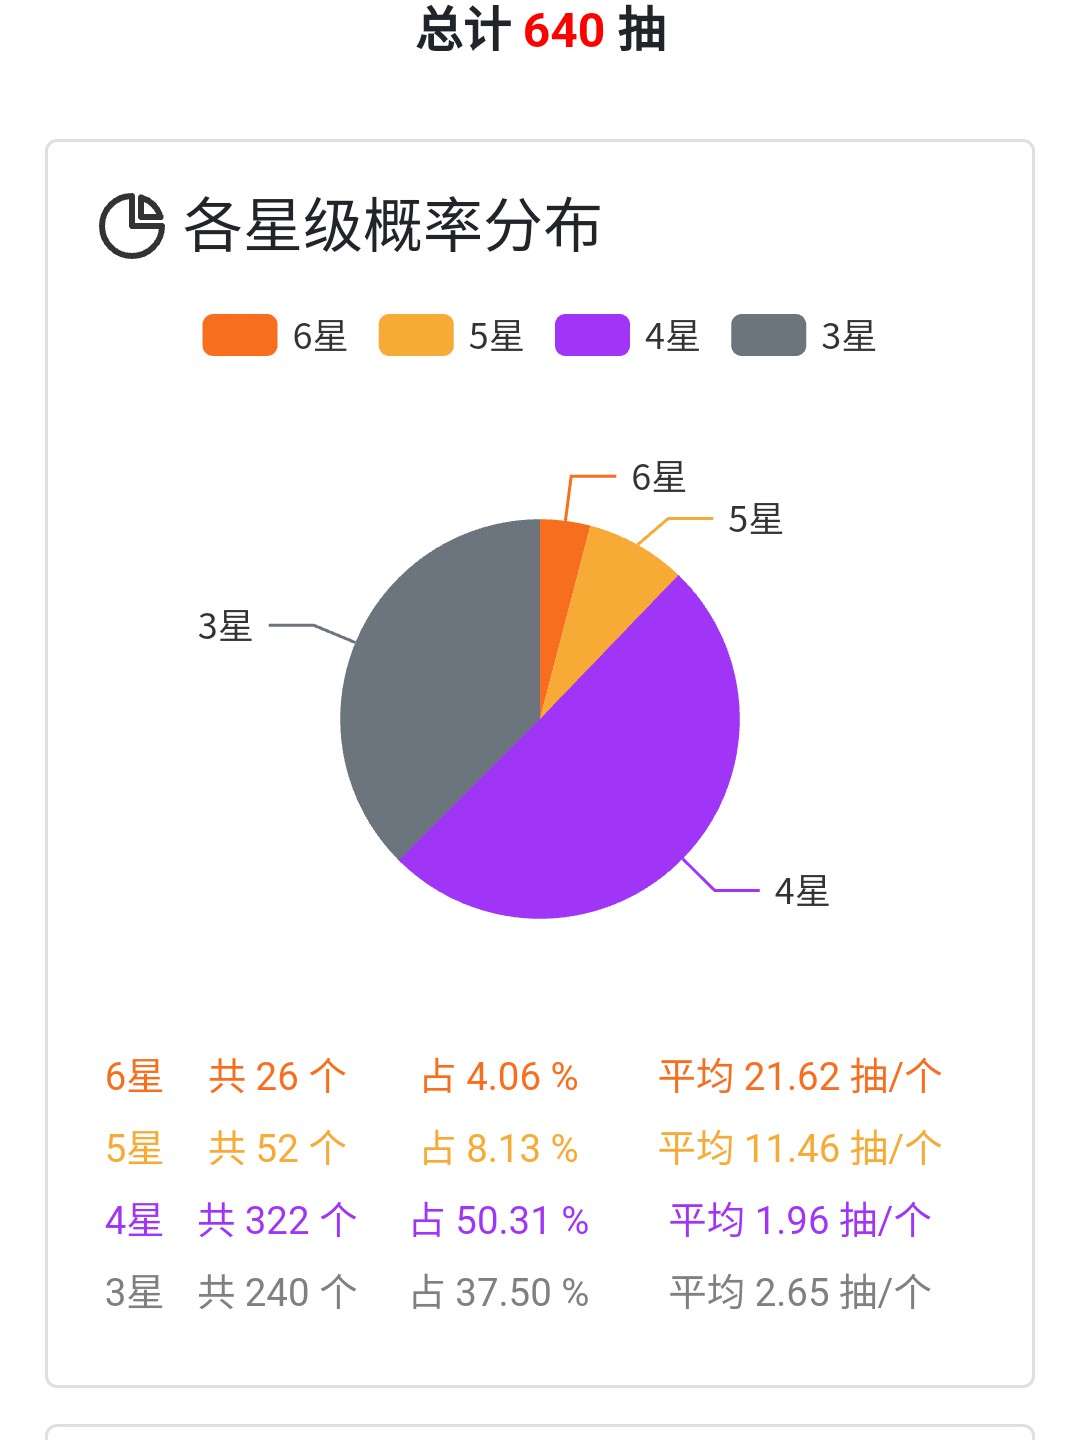 总计 640 抽
各星级概率分布
6星 5星 4星 3星
6星
5星
3星
4星
6星 共 26 个 占 4.06 % 平均 21.62 抽/个
5星 共 52 个 占 8.13 % 平均 11.46 抽/个
4星 共 322 个 占 50.31 % 平均 1.96 抽/个
3星 共 240 个 占 37.50 % 平均 2.65 抽/个